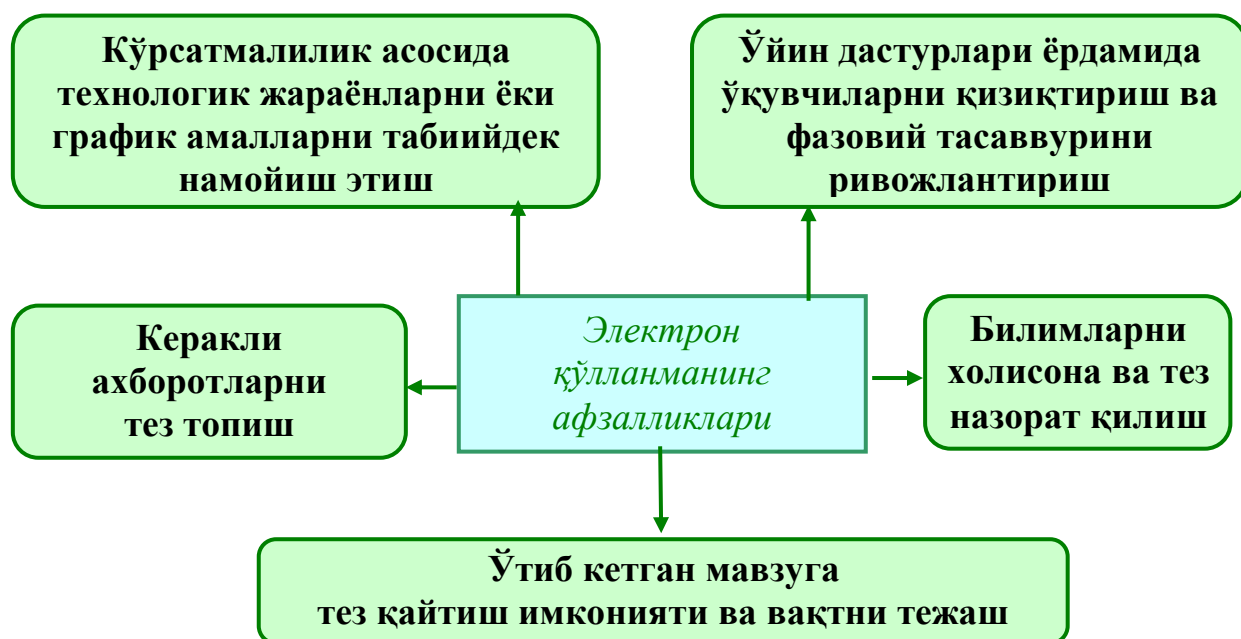 Кўрсатмалилик асосида
технологик жараёнларни ёки
график амалларни табиийдек
намойиш этиш
Ўйин дастурлари ёрдамида
ўқувчиларни қизиқтириш ва
фазовий тасаввурини
ривожлантириш
Керакли
ахборотларни
тез топиш
Электрон
қўлланманинг
афзалликлари
Билимларни
холисона ва тез
назорат қилиш
Ўтиб кетган мавзуга
тез қайтиш имконияти ва вақтни тежаш